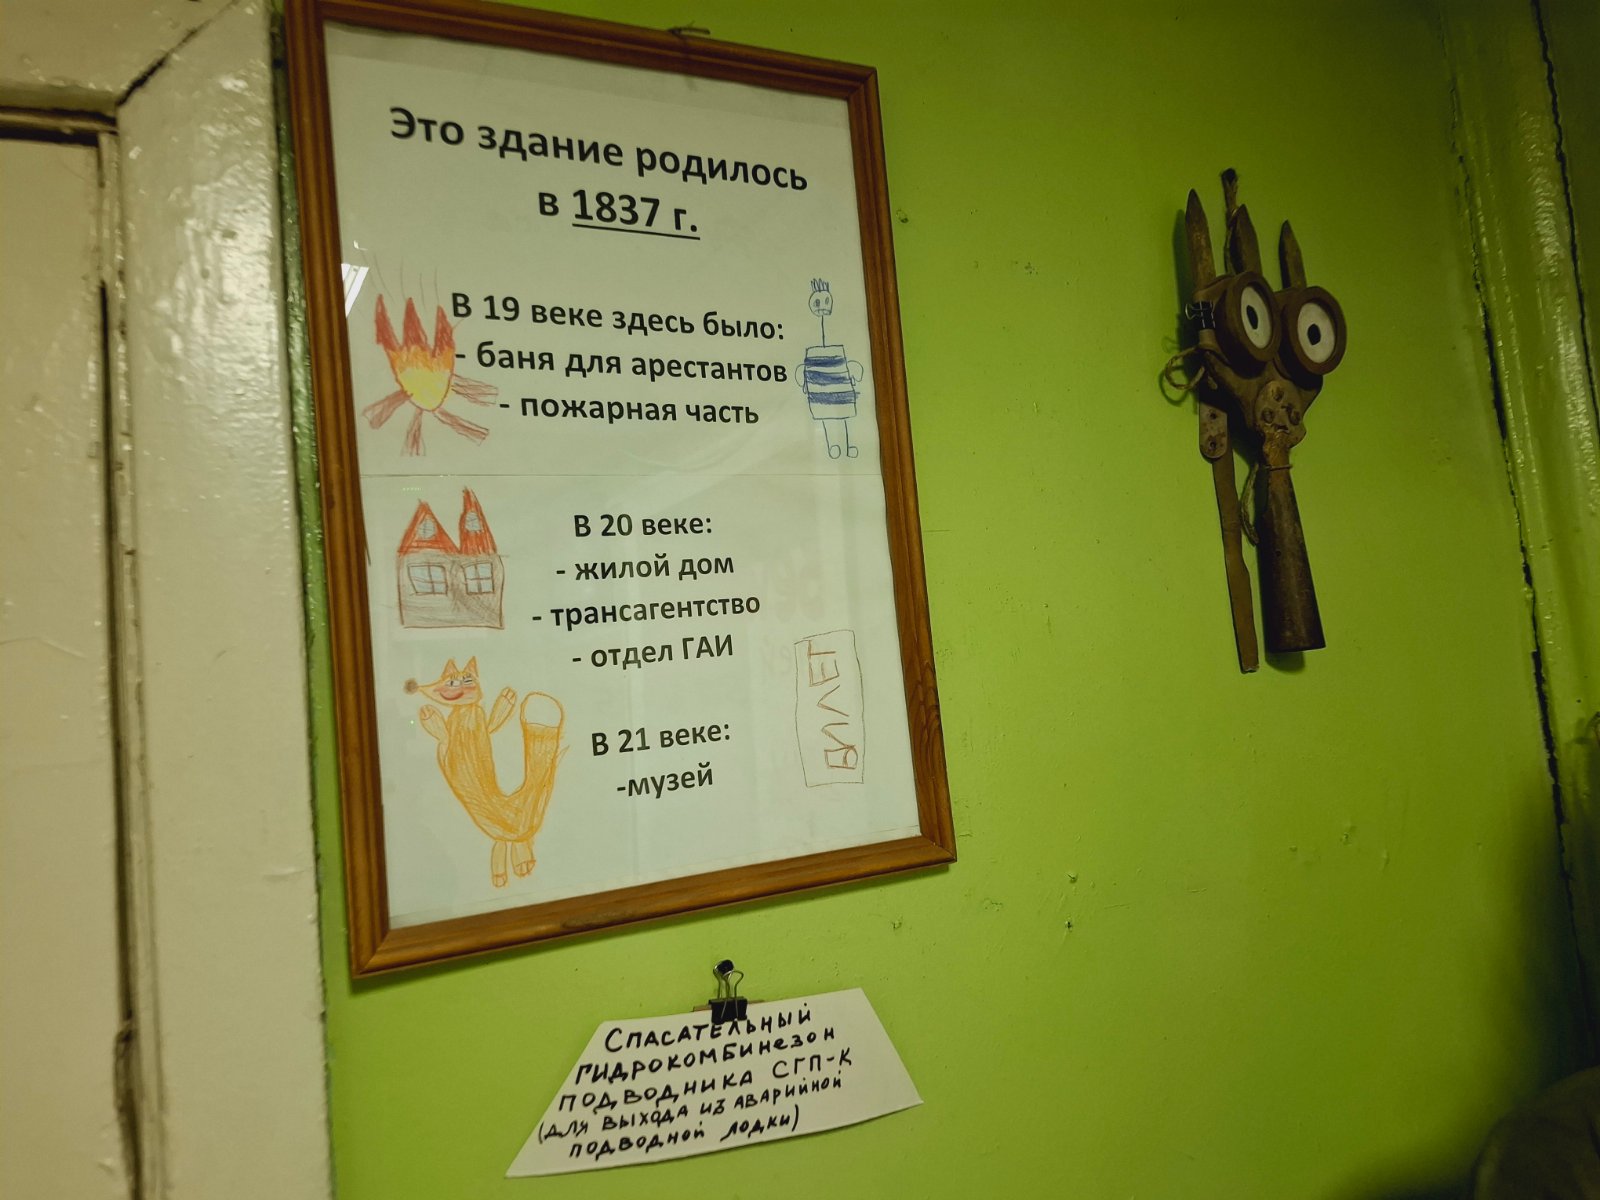 Это здание родилось
в 1837 г.
В 19 веке здесь было:
- баня для арестантов
- пожарная часть
В 20 веке:
- жилой дом
- трансагентство
- отдел ГАИ
БИЛЕТ
В 21 веке:
-музей
СПАСАТЕЛЬНЫЙ
ГИДРОКОМБИНЕЗОН
ПОДВОДНИКА СГП-К
(ДЛЯ ВЫХОДА ИЗ АВАРИЙНОЙ
ПОДВОДНОЙ ЛОДКИ)